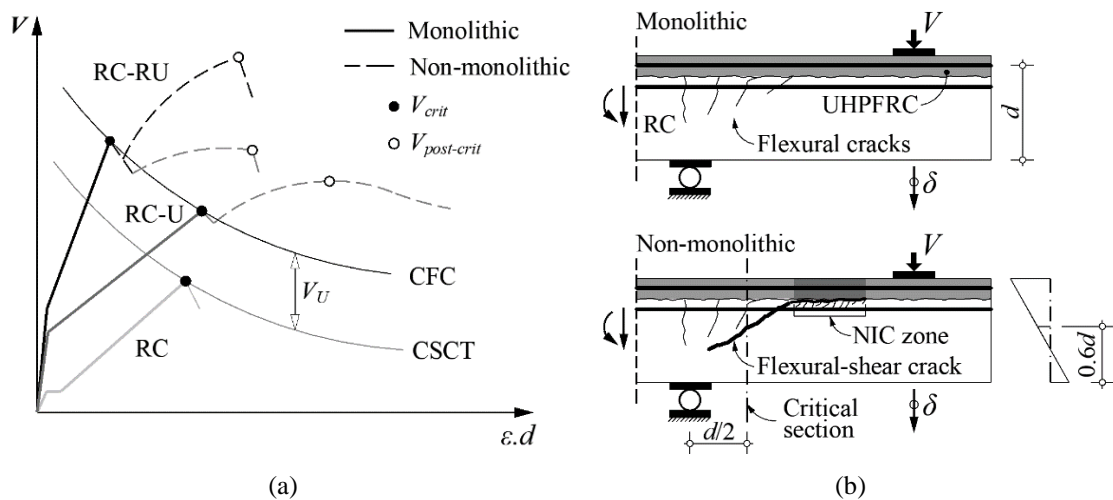 V
Monolithic
Non-monolithic
V_crit
V_post-crit
RC-RU
RC-U
CFC
V_U
CSCT
RC
ε.d
(a)
Monolithic
V
UHPFRC
RC
Flexural cracks
d
δ
Non-monolithic
V
NIC zone
Flexural-shear crack
0.6d
Critical
section
d/2
δ
(b)